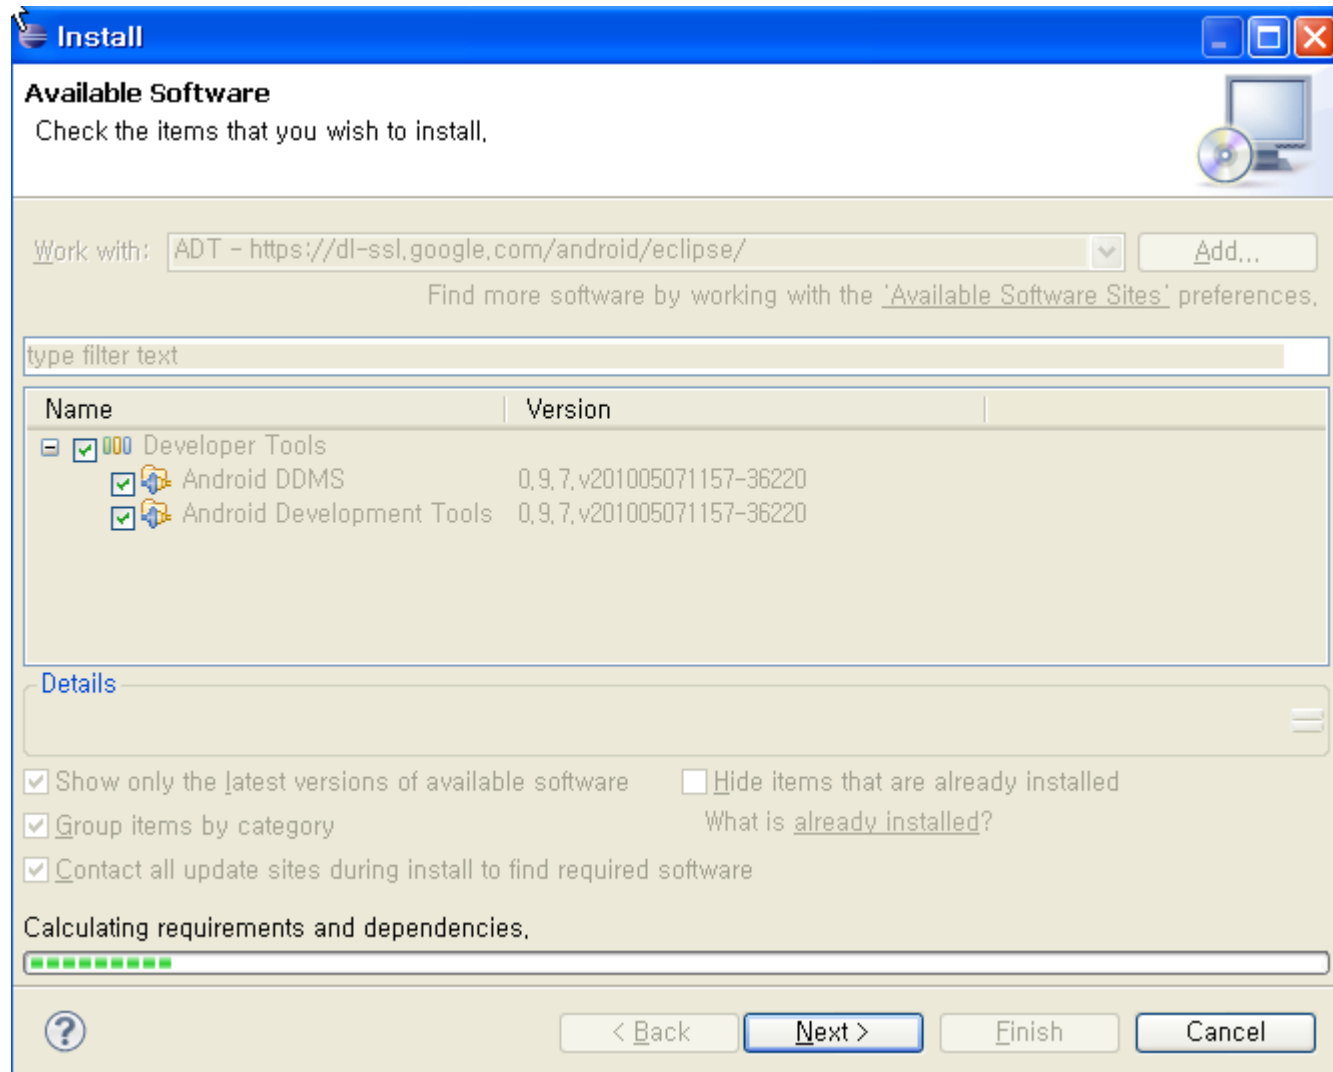 Install
Available Software
Check the items that you wish to install,
Work with: ADT - https://dl-ssl,google,com/android/eclipse/ Add,,,
Find more software by working with the 'Available Software Sites' preferences,
type filter text
Name Version
Developer Tools
Android DDMS 0,9,7,v201005071157-36220
Android Development Tools 0,9,7,v201005071157-36220
Details
Show only the latest versions of available software Hide items that are already installed
Group items by category What is already installed?
Contact all update sites during install to find required software
Calculating requirements and dependencies,
? < Back Next > Finish Cancel